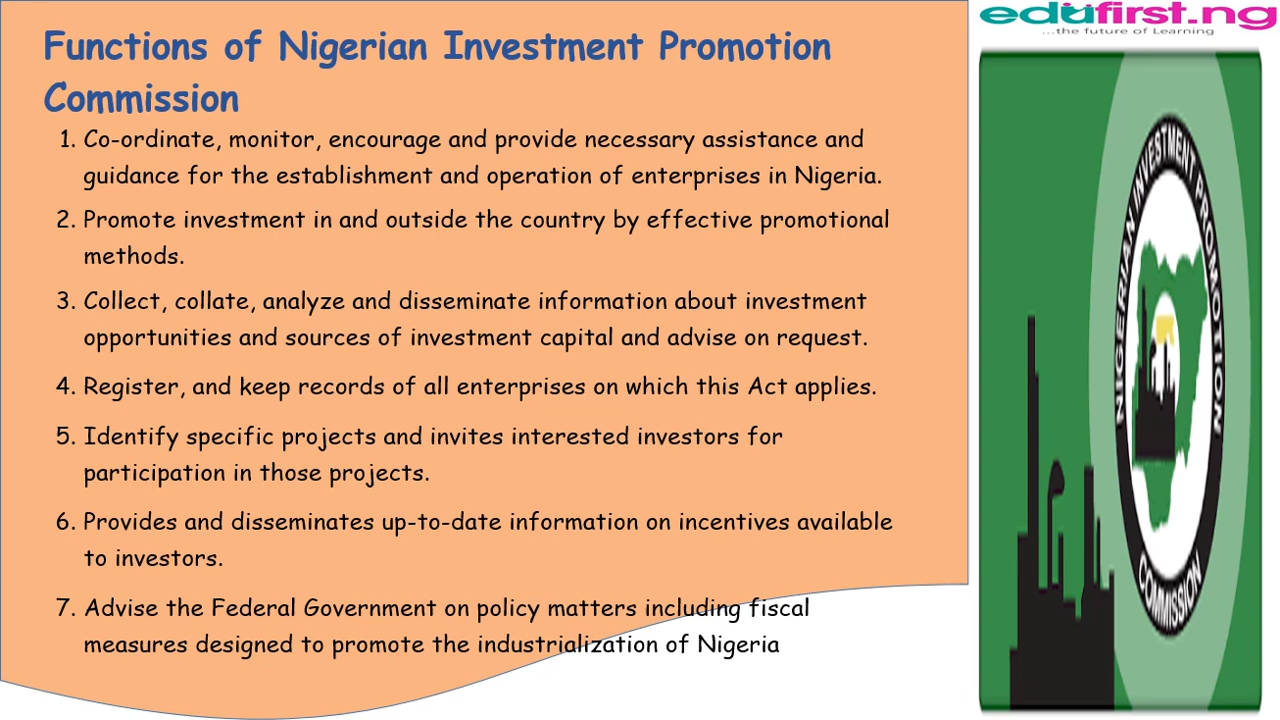 Functions of Nigerian Investment Promotion
Commission
1. Co-ordinate, monitor, encourage and provide necessary assistance and
guidance for the establishment and operation of enterprises in Nigeria.
2. Promote investment in and outside the country by effective promotional
methods.
3. Collect, collate, analyze and disseminate information about investment
opportunities and sources of investment capital and advise on request.
4. Register, and keep records of all enterprises on which this Act applies.
5. Identify specific projects and invites interested investors for
participation in those projects.
6. Provides and disseminates up-to-date information on incentives available
to investors.
7. Advise the Federal Government on policy matters including fiscal
measures designed to promote the industrialization of Nigeria
edufirst.ng
...the future of Learning
NIGERIAN INVESTMENT PROMOTION
COMMISSION